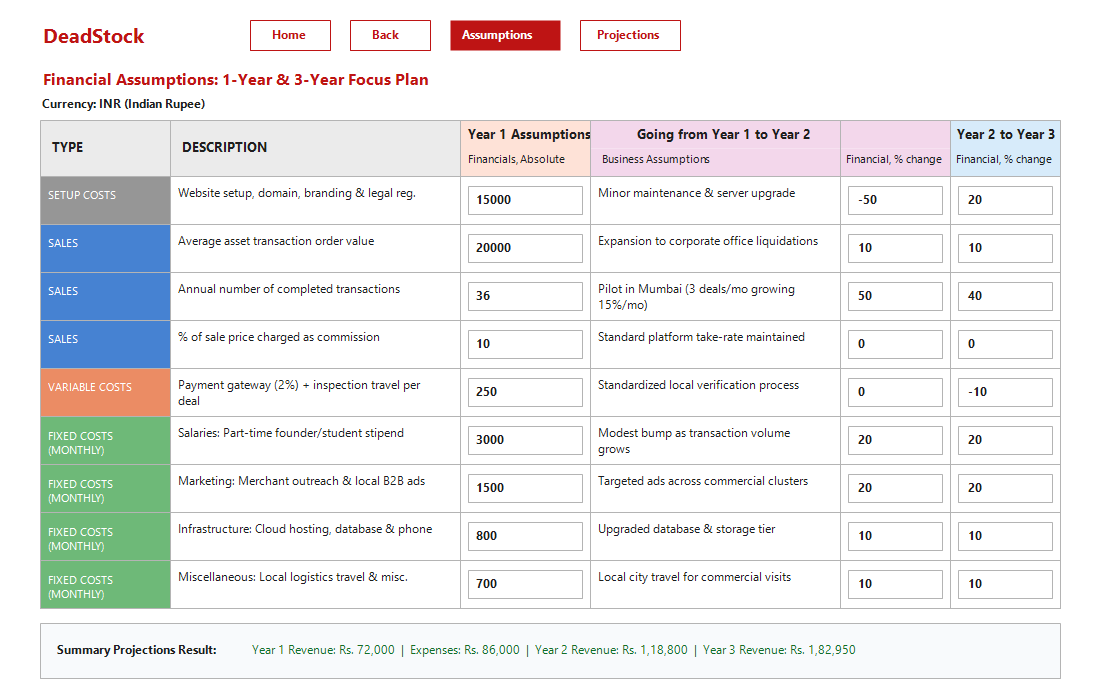 DeadStock
Home
Back
Assumptions
Projections
Financial Assumptions: 1-Year & 3-Year Focus Plan
Currency: INR (Indian Rupee)
TYPE
DESCRIPTION
Year 1 Assumptions
Going from Year 1 to Year 2
Year 2 to Year 3
Financials, Absolute
Business Assumptions
Financial, % change
Financial, % change
SETUP COSTS
Website setup, domain, branding & legal reg.
15000
Minor maintenance & server upgrade
-50
20
SALES
Average asset transaction order value
20000
Expansion to corporate office liquidations
10
10
SALES
Annual number of completed transactions
36
Pilot in Mumbai (3 deals/mo growing
15%/mo)
50
40
SALES
% of sale price charged as commission
10
Standard platform take-rate maintained
0
0
VARIABLE COSTS
Payment gateway (2%) + inspection travel per
deal
250
Standardized local verification process
0
-10
FIXED COSTS
(MONTHLY)
Salaries: Part-time founder/student stipend
3000
Modest bump as transaction volume
grows
20
20
FIXED COSTS
(MONTHLY)
Marketing: Merchant outreach & local B2B ads
1500
Targeted ads across commercial clusters
20
20
FIXED COSTS
(MONTHLY)
Infrastructure: Cloud hosting, database & phone
800
Upgraded database & storage tier
10
10
FIXED COSTS
(MONTHLY)
Miscellaneous: Local logistics travel & misc.
700
Local city travel for commercial visits
10
10
Summary Projections Result: Year 1 Revenue: Rs. 72,000 | Expenses: Rs. 86,000 | Year 2 Revenue: Rs. 1,18,800 | Year 3 Revenue: Rs. 1,82,950